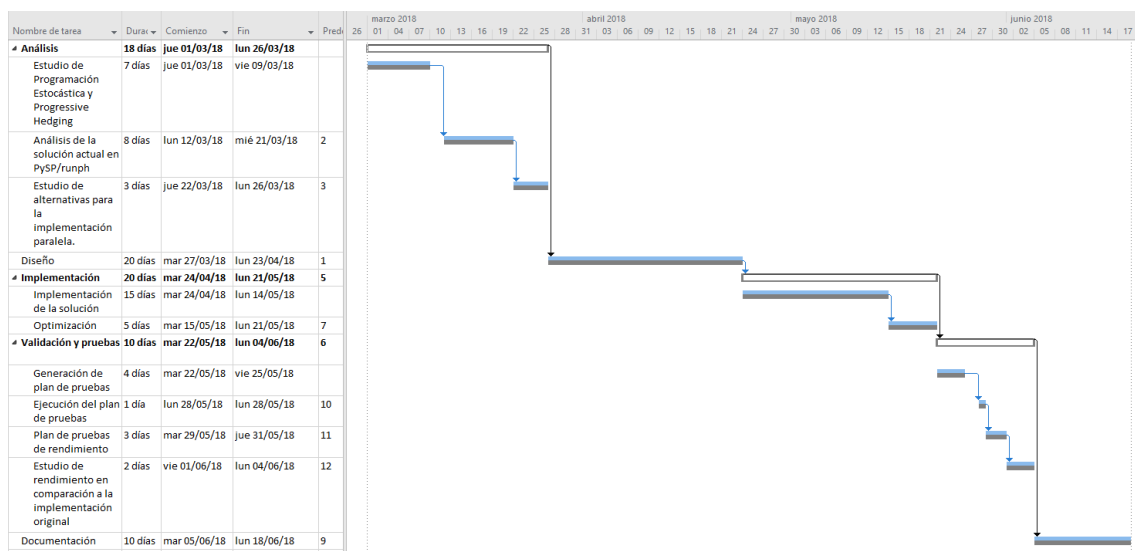 marzo 2018 abril 2018 mayo 2018 junio 2018
Nombre de tarea Durac Comienzo Fin Pred 26 01 04 07 10 13 16 19 22 25 28 31 03 06 09 12 15 18 21 24 27 30 03 06 09 12 15 18 21 24 27 30 02 05 08 11 14 17
Análisis 18 días jue 01/03/18 lun 26/03/18
Estudio de 7 días jue 01/03/18 vie 09/03/18
Programación
Estocástica y
Progressive
Hedging
Análisis de la 8 días lun 12/03/18 mié 21/03/18 2
solución actual en
PySP/runph
Estudio de 3 días jue 22/03/18 lun 26/03/18 3
alternativas para
la
implementación
paralela.
Diseño 20 días mar 27/03/18 lun 23/04/18 1
Implementación 20 días mar 24/04/18 lun 21/05/18 5
Implementación 15 días mar 24/04/18 lun 14/05/18
de la solución
Optimización 5 días mar 15/05/18 lun 21/05/18 7
Validación y pruebas 10 días mar 22/05/18 lun 04/06/18 6
Generación de 4 días mar 22/05/18 vie 25/05/18
plan de pruebas
Ejecución del plan 1 día lun 28/05/18 lun 28/05/18 10
de pruebas
Plan de pruebas 3 días mar 29/05/18 jue 31/05/18 11
de rendimiento
Estudio de 2 días vie 01/06/18 lun 04/06/18 12
rendimiento en
comparación a la
implementación
original
Documentación 10 días mar 05/06/18 lun 18/06/18 9